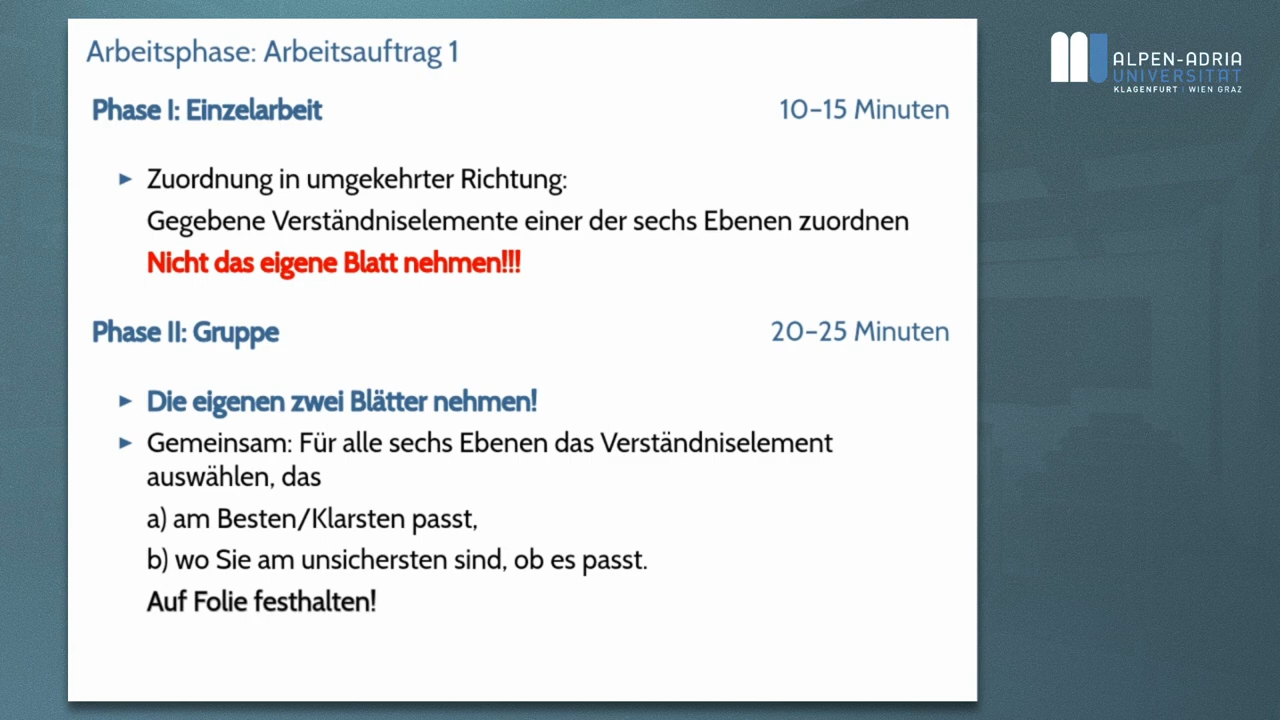 Arbeitsphase: Arbeitsauftrag 1
Phase I: Einzelarbeit 10–15 Minuten
► Zuordnung in umgekehrter Richtung:
Gegebene Verständniselemente einer der sechs Ebenen zuordnen
Nicht das eigene Blatt nehmen!!!
Phase II: Gruppe 20–25 Minuten
► Die eigenen zwei Blätter nehmen!
► Gemeinsam: Für alle sechs Ebenen das Verständniselement
auswählen, das
a) am Besten/Klarsten passt,
b) wo Sie am unsichersten sind, ob es passt.
Auf Folie festhalten!
ALPEN-ADRIA
UNIVERSITÄT
KLAGENFURT | WIEN GRAZ